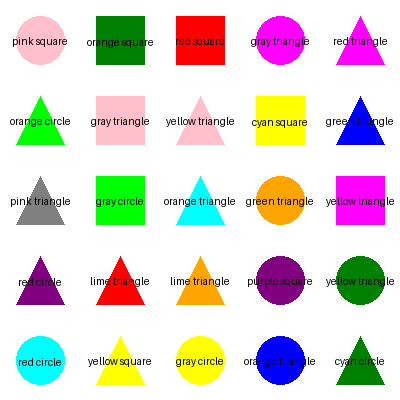 pink square orange square red square gray triangle red triangle
orange circle gray triangle yellow triangle cyan square green triangle
pink triangle gray circle orange triangle green triangle yellow triangle
red circle lime triangle lime triangle purple square yellow triangle
red circle yellow square gray circle orange triangle cyan circle